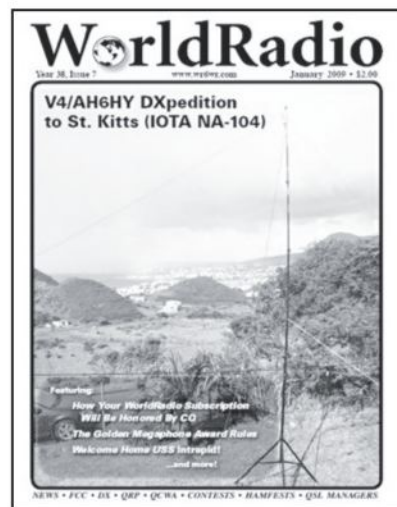 WorldRadio
Year 38, Issue 7 www.wr6wr.com January 2009 • $2.00
V4/AH6HY DXpedition
to St. Kitts (IOTA NA-104)
Featuring:
How Your WorldRadio Subscription
Will Be Honored By CQ
The Golden Megaphone Award Rules
Welcome Home USS Intrepid!
...and more!
NEWS • FCC • DX • QRP • QCWA • CONTESTS • HAMFESTS • QSL MANAGERS